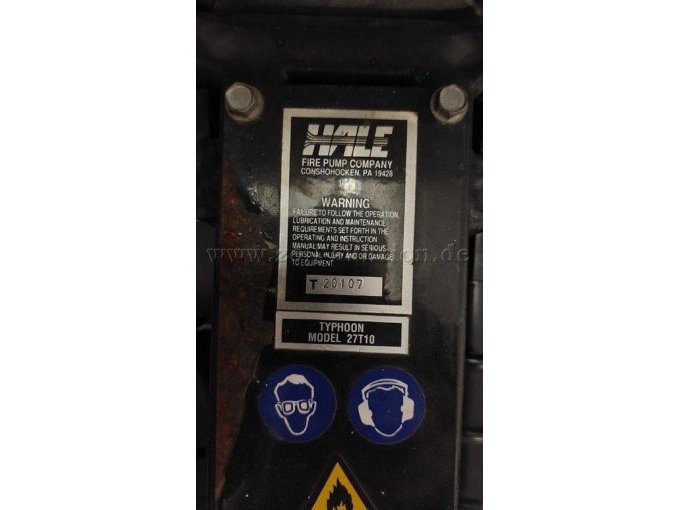 HALE
FIRE PUMP COMPANY
CONSHOHOCKEN, PA 19428
WARNING
FAILURE TO FOLLOW THE OPERATION,
LUBRICATION AND MAINTENANCE
REQUIREMENTS SET FORTH IN THE
OPERATING AND INSTRUCTION
MANUAL MAY RESULT IN SERIOUS
PERSONAL INJURY AND OR DAMAGE
TO EQUIPMENT.
T 20107
TYPHOON
MODEL 27T10